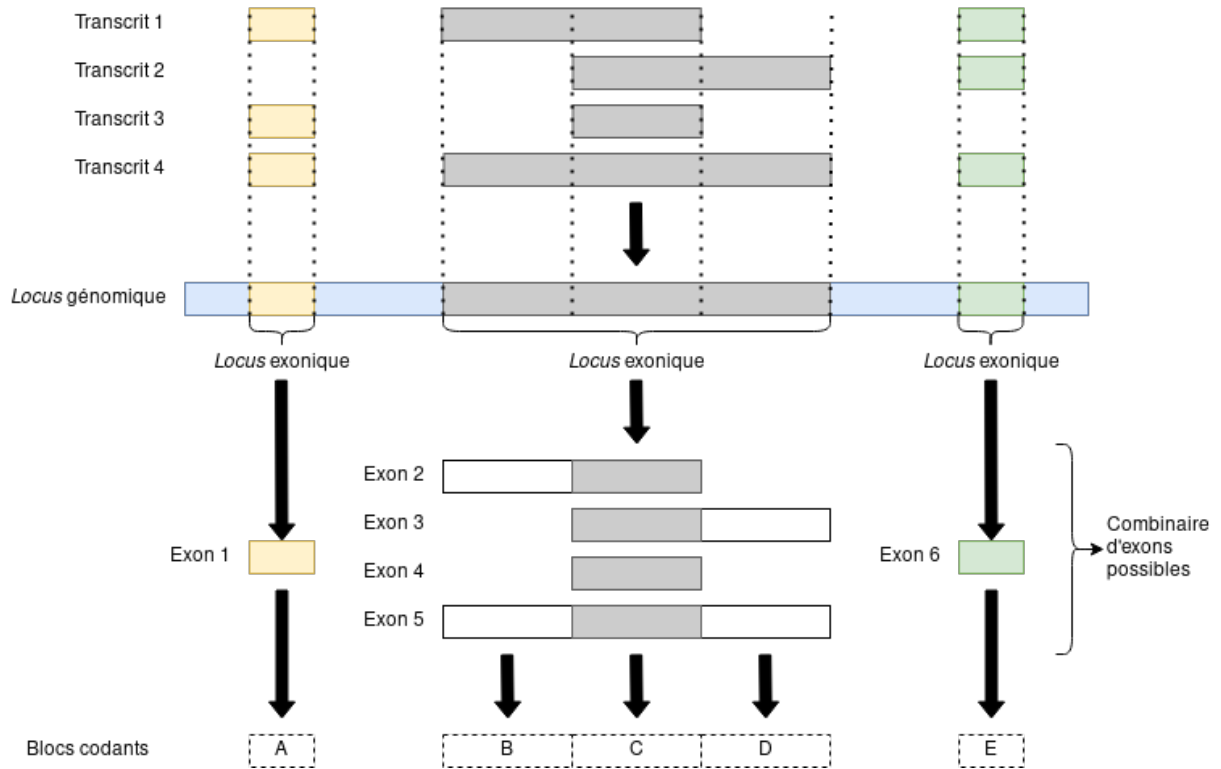 Transcrit 1
Transcrit 2
Transcrit 3
Transcrit 4
Locus génomique
Locus exonique
Locus exonique
Locus exonique
Exon 2
Exon 3
Exon 1
Exon 4
Exon 5
Exon 6
Combinaire
d'exons
possibles
Blocs codants
A
B
C
D
E